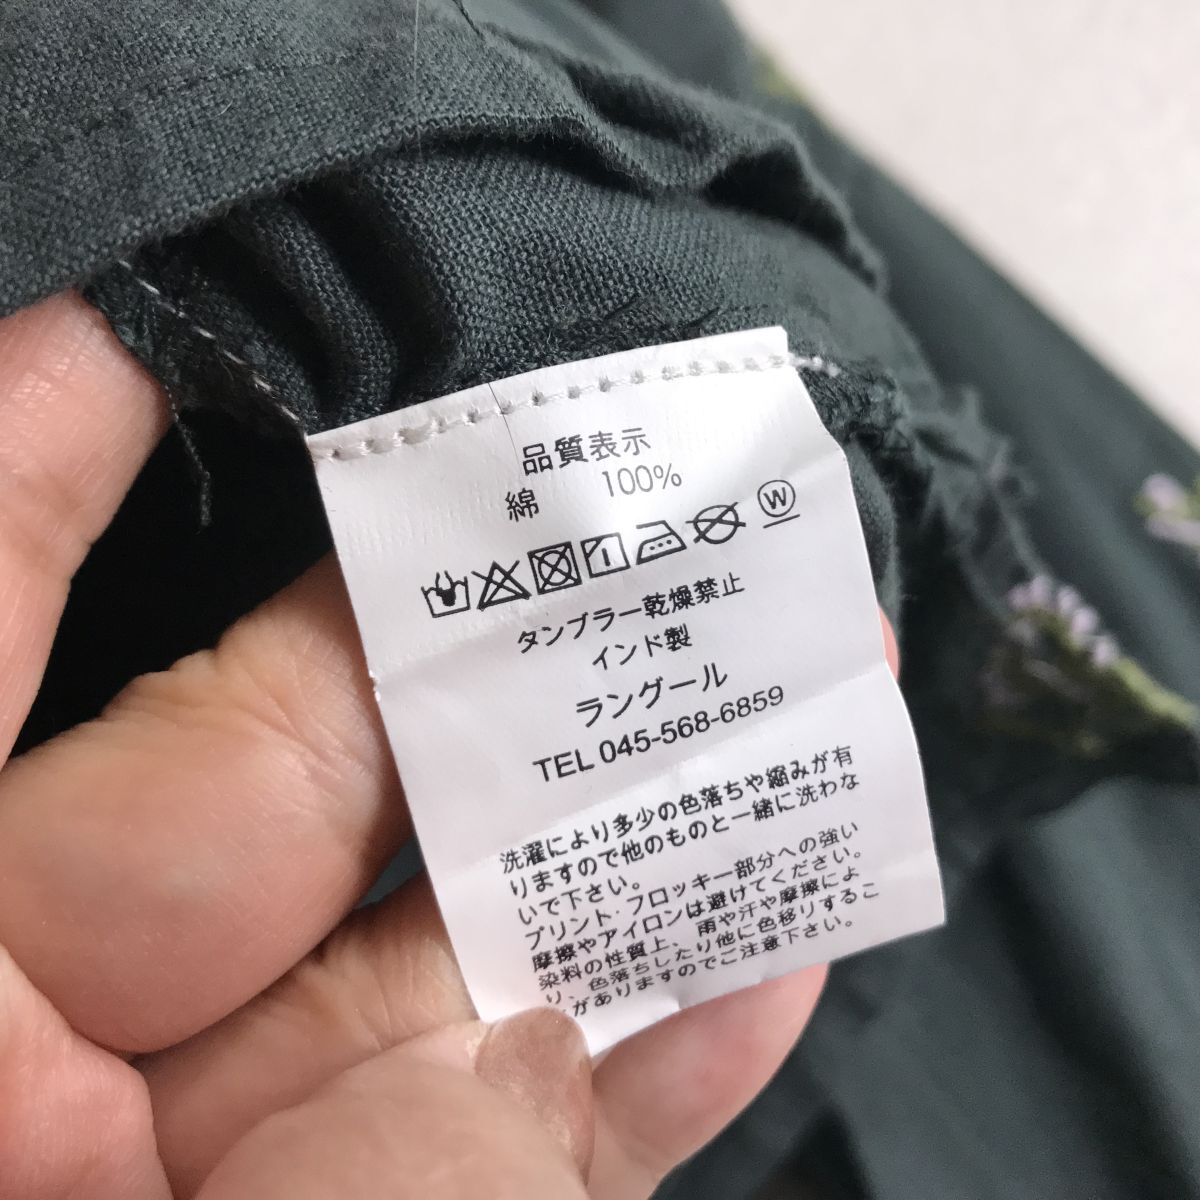 品質表示
綿 100%
W
タンブラー乾燥禁止
インド製
ラングール
TEL 045-568-6859
洗濯により多少の色落ちや縮みが有
りますので他のものと一緒に洗わな
いで下さい。
プリント·フロッキー部分への強い
摩擦やアイロンは避けてください。
染料の性質上、雨や汗や摩擦によ
り、色落ちしたり他に色移りするこ
とがありますのでご注意下さい。